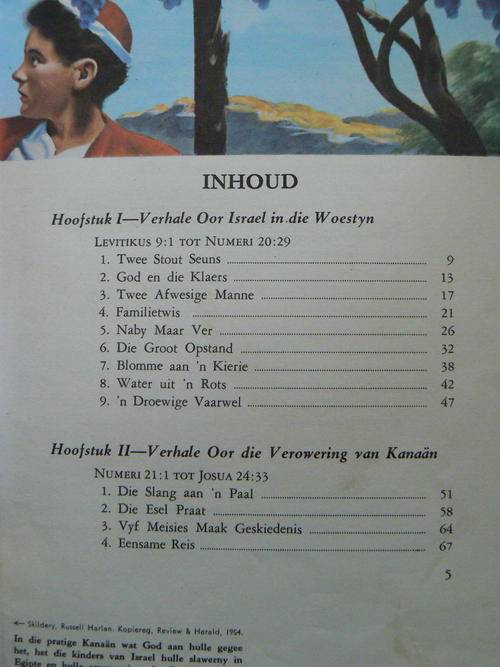 INHOUD
Hoofstuk I—Verhale Oor Israel in die Woestyn
LEVITIKUS 9:1 TOT NUMERI 20:29
1. Twee Stout Seuns 9
2. God en die Klaers 13
3. Twee Afwesige Manne 17
4. Familietwis 21
5. Naby Maar Ver 26
6. Die Groot Opstand 32
7. Blomme aan 'n Kierie 38
8. Water uit 'n Rots 42
9. 'n Droewige Vaarwel 47
Hoofstuk II—Verhale Oor die Verowering van Kanaän
NUMERI 21:1 TOT JOSUA 24:33
1. Die Slang aan 'n Paal 51
2. Die Esel Praat 58
3. Vyf Meisies Maak Geskiedenis 64
4. Eensame Reis 67
5
← Skildery, Russell Harlan. Kopiereg, Review & Herald, 1954.
In die pragtige Kanaän wat God aan hulle gegee
het, het die kinders van Israel hulle slawerny in
Egipte en hulle